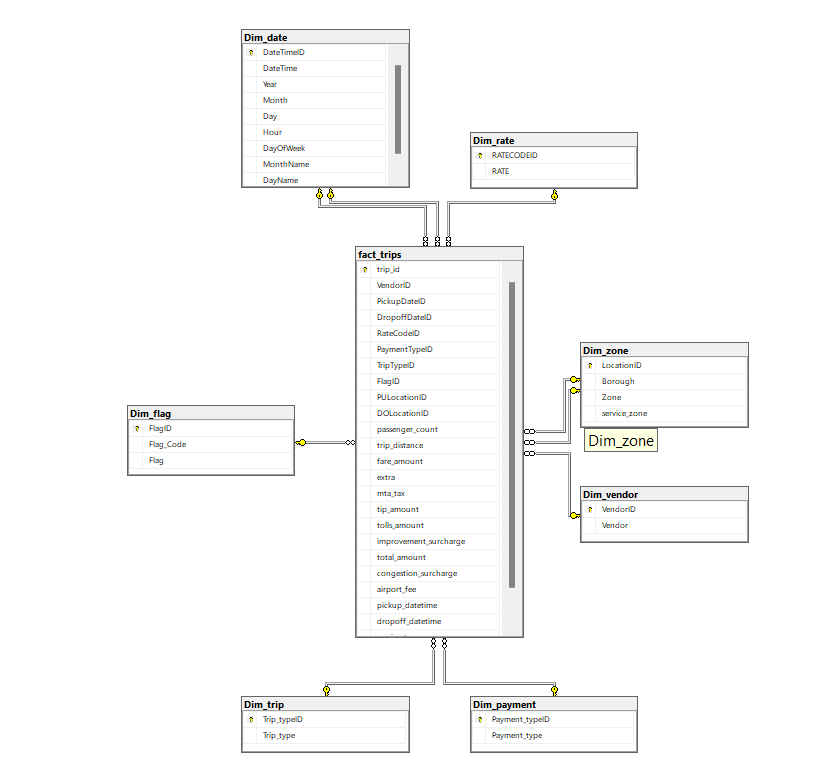 Dim_date
DateTimeID
DateTime
Year
Month
Day
Hour
DayOfWeek
MonthName
DayName
Dim_rate
RATECODEID
RATE
fact_trips
trip_id
VendorID
PickupDateID
DropoffDateID
RateCodeID
PaymentTypeID
TripTypeID
FlagID
PULocationID
DOLocationID
passenger_count
trip_distance
fare_amount
extra
mta_tax
tip_amount
tolls_amount
improvement_surcharge
total_amount
congestion_surcharge
airport_fee
pickup_datetime
dropoff_datetime
Dim_zone
LocationID
Borough
Zone
service_zone
Dim_zone
Dim_flag
FlagID
Flag_Code
Flag
Dim_vendor
VendorID
Vendor
Dim_trip
Trip_typeID
Trip_type
Dim_payment
Payment_typeID
Payment_type